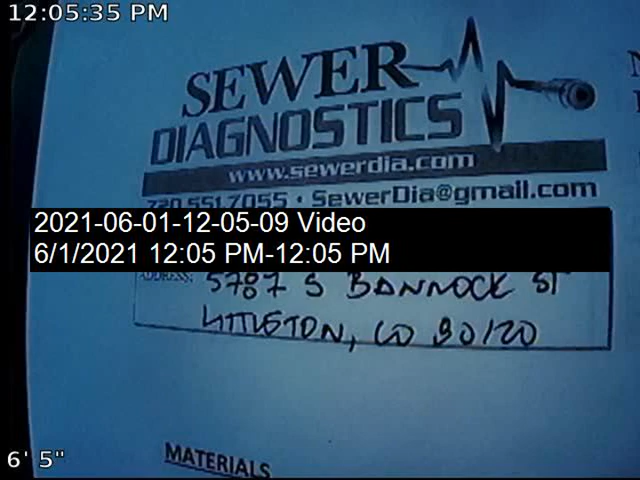 12:05:35 PM
SEWER
DIAGNOSTICS
www.sewerdia.com
720.551.7055 · SewerDia@gmail.com
2021-06-01-12-05-09 Video
6/1/2021 12:05 PM-12:05 PM
ADDRESS: 5787 S BANNOCK ST
LITTLETON, CO 80120
6' 5"
MATERIALS